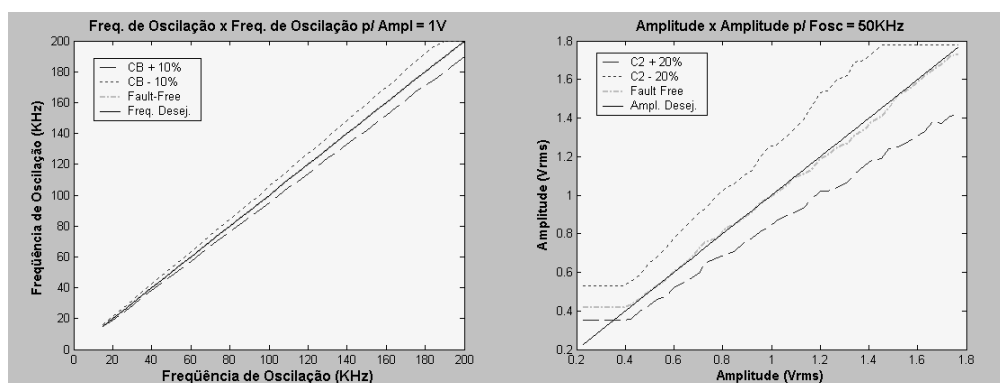 Freq. de Oscilação x Freq. de Oscilação p/ Ampl = 1V
200
180
160
140
120
100
80
60
40
20
0
CB + 10%
CB - 10%
Fault-Free
Freq. Desej.
Freqüência de Oscilação (KHz)
0 20 40 60 80 100 120 140 160 180 200
Freqüência de Oscilação (KHz)
Amplitude x Amplitude p/ Fosc = 50KHz
1.8
1.6
1.4
1.2
1
0.8
0.6
0.4
0.2
C2 + 20%
C2 - 20%
Fault Free
Ampl. Desej.
Amplitude (Vrms)
0.2 0.4 0.6 0.8 1 1.2 1.4 1.6 1.8
Amplitude (Vrms)